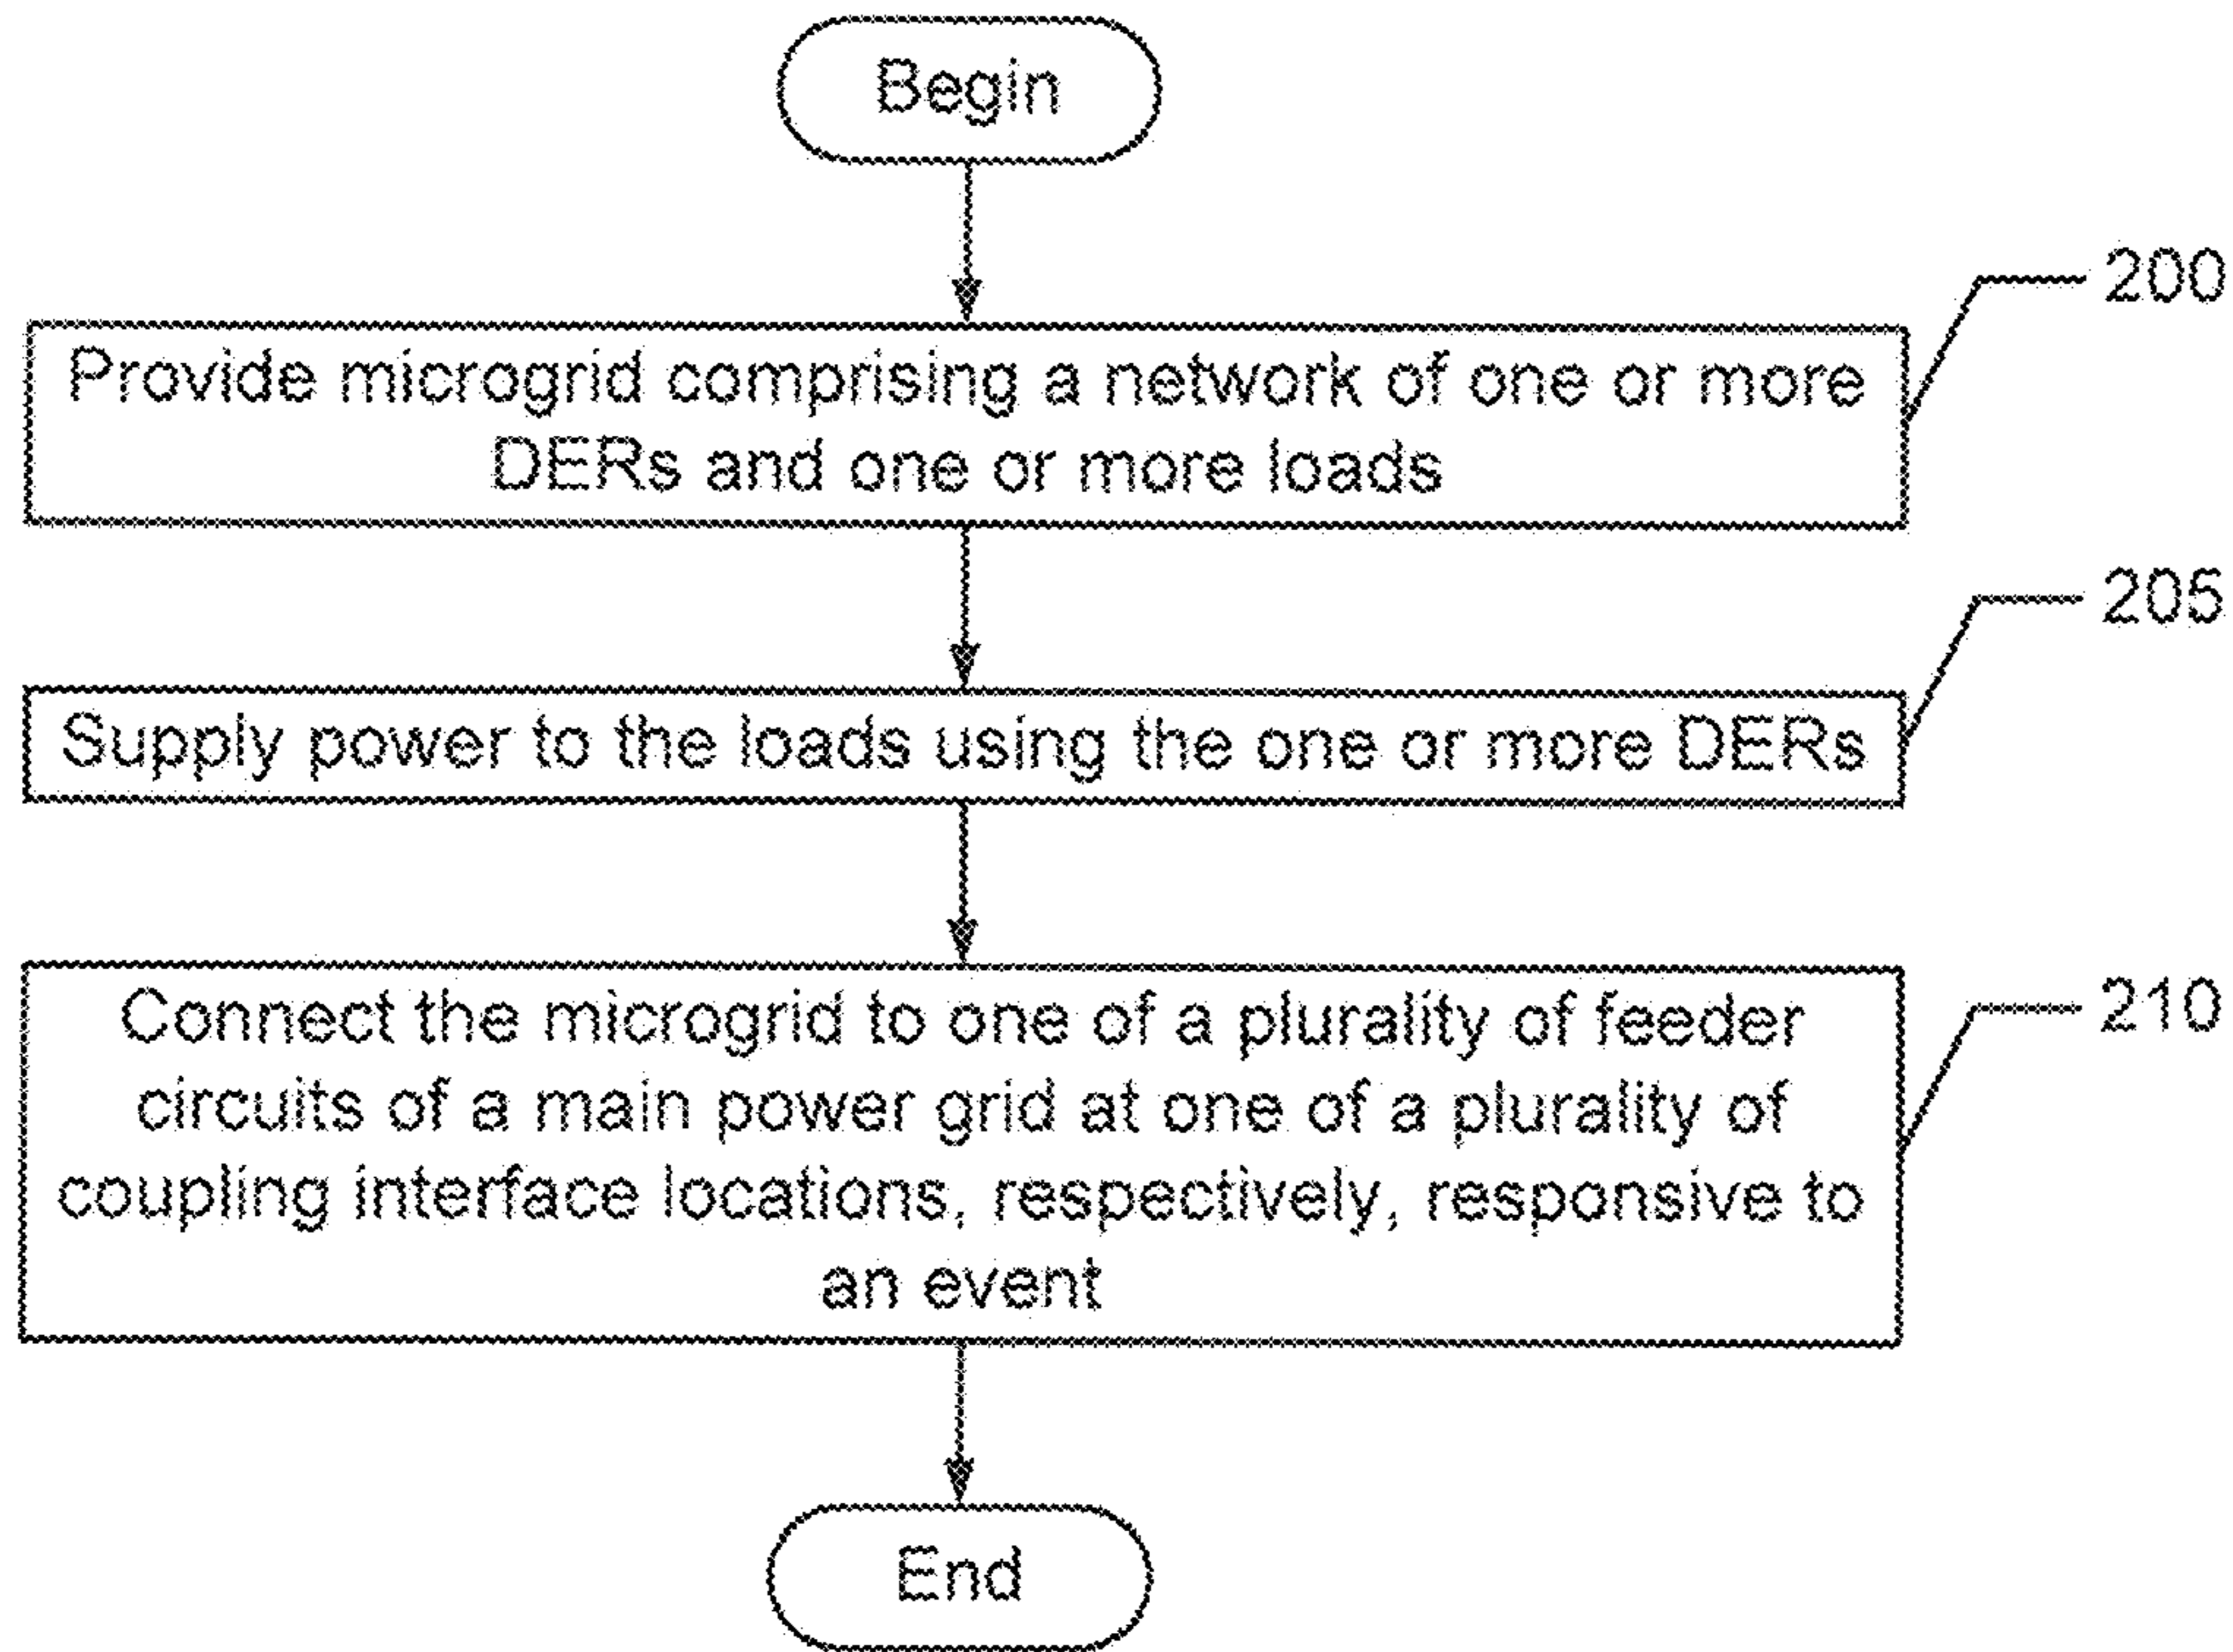 Begin
200
Provide microgrid comprising a network of one or more
DERs and one or more loads
205
Supply power to the loads using the one or more DERs
210
Connect the microgrid to one of a plurality of feeder
circuits of a main power grid at one of a plurality of
coupling interface locations, respectively, responsive to
an event
End